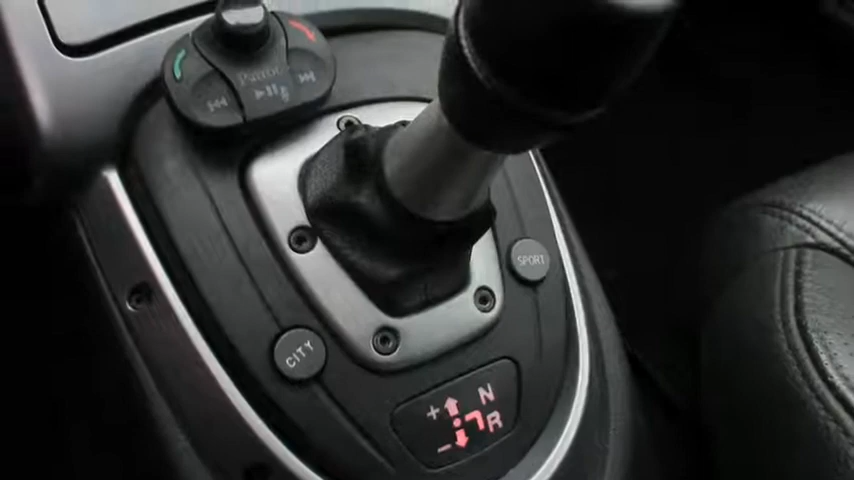 Parrot
SPORT
CITY
+ N
- R